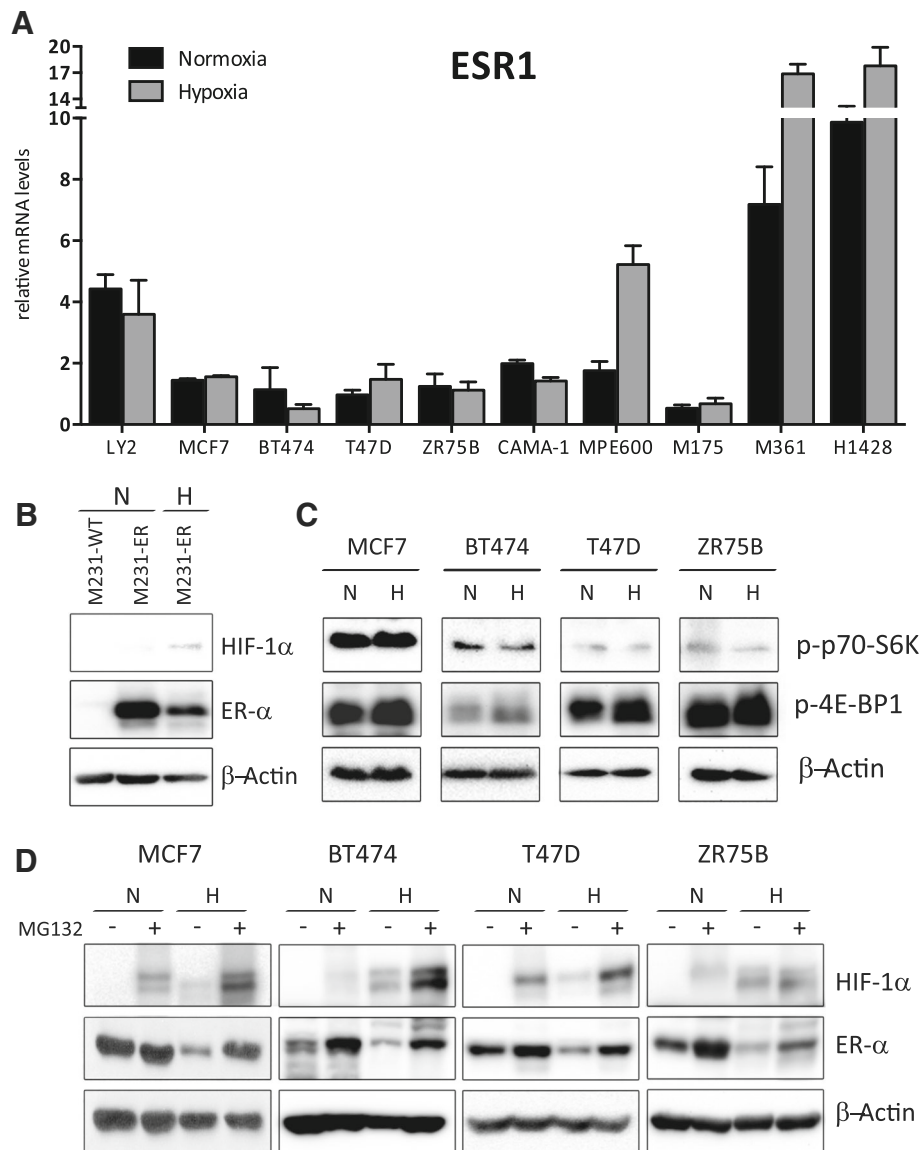 A
ESR1
Normoxia
Hypoxia
relative mRNA levels
20
17
14
10
8
6
4
2
0
LY2 MCF7 BT474 T47D ZR75B CAMA-1 MPE600 M175 M361 H1428
B
N H
M231-WT M231-ER M231-ER
HIF-1α
ER-α
β-Actin
C
MCF7 BT474 T47D ZR75B
N H N H N H N H
p-p70-S6K
p-4E-BP1
β-Actin
D
MCF7 BT474 T47D ZR75B
N H N H N H N H
MG132 - + - + - + - + - + - + - + - +
HIF-1α
ER-α
β-Actin